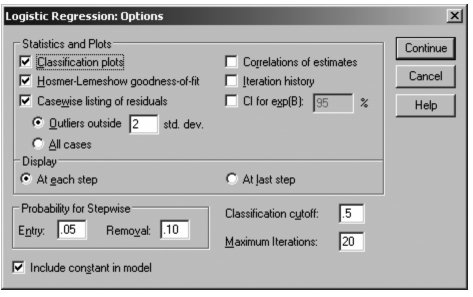 Logistic Regression: Options
Statistics and Plots
Classification plots
Correlations of estimates
Hosmer-Lemeshow goodness-of-fit
Iteration history
Casewise listing of residuals
CI for exp(B): 95 %
Outliers outside 2 std. dev.
All cases
Display
At each step
At last step
Probability for Stepwise
Entry: .05 Removal: .10
Classification cutoff: .5
Maximum Iterations: 20
Include constant in model
Continue
Cancel
Help